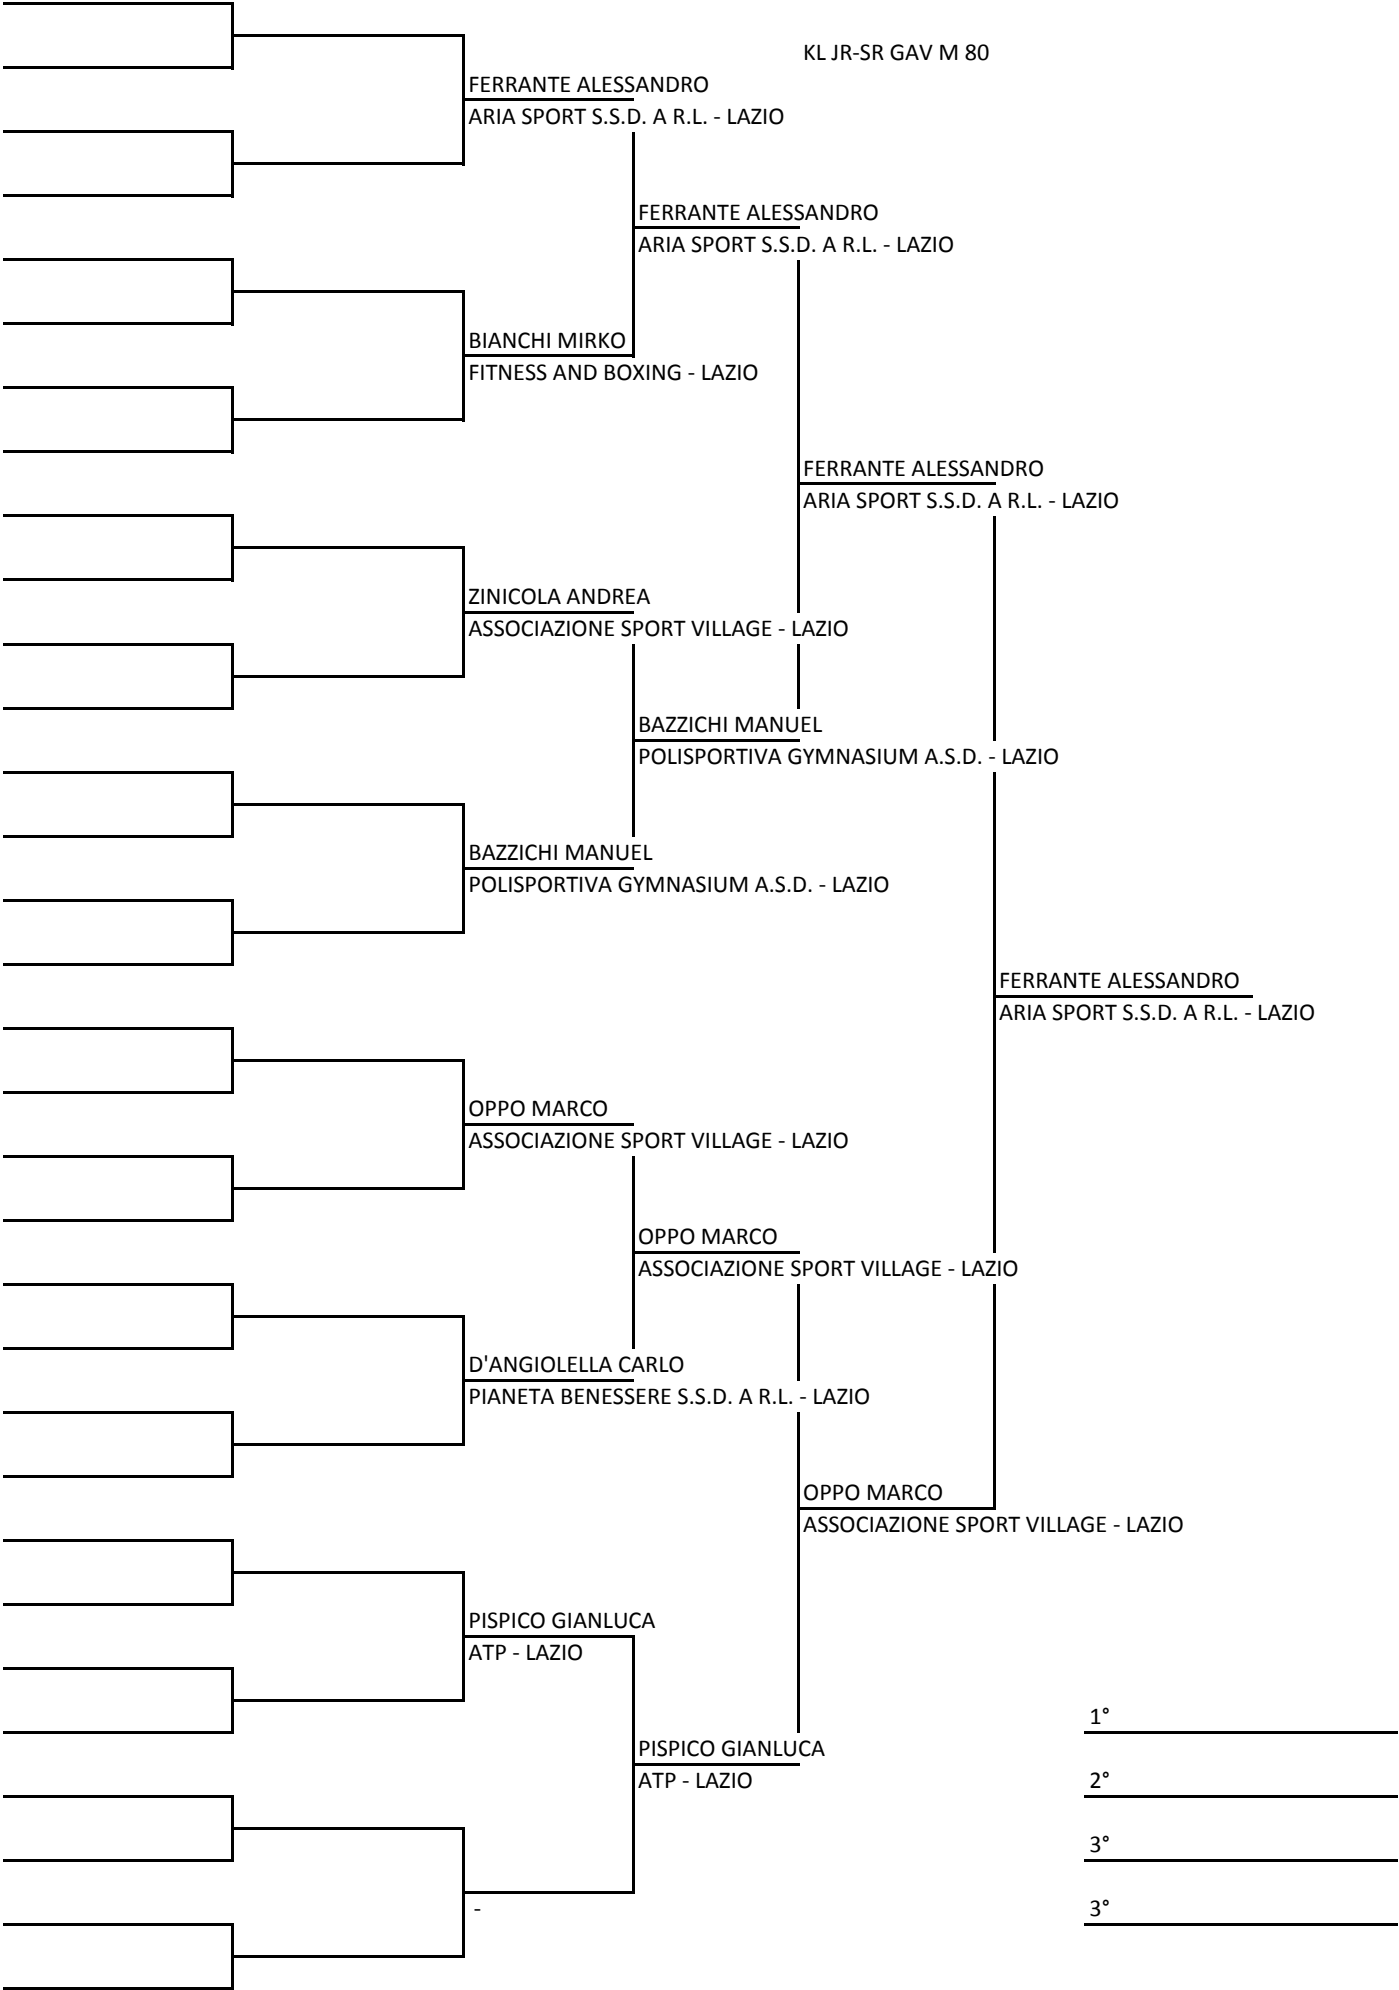 KL JR-SR GAV M 80
FERRANTE ALESSANDRO
ARIA SPORT S.S.D. A R.L. - LAZIO
FERRANTE ALESSANDRO
ARIA SPORT S.S.D. A R.L. - LAZIO
BIANCHI MIRKO
FITNESS AND BOXING - LAZIO
FERRANTE ALESSANDRO
ARIA SPORT S.S.D. A R.L. - LAZIO
ZINICOLA ANDREA
ASSOCIAZIONE SPORT VILLAGE - LAZIO
BAZZICHI MANUEL
POLISPORTIVA GYMNASIUM A.S.D. - LAZIO
BAZZICHI MANUEL
POLISPORTIVA GYMNASIUM A.S.D. - LAZIO
FERRANTE ALESSANDRO
ARIA SPORT S.S.D. A R.L. - LAZIO
OPPO MARCO
ASSOCIAZIONE SPORT VILLAGE - LAZIO
OPPO MARCO
ASSOCIAZIONE SPORT VILLAGE - LAZIO
D'ANGIOLELLA CARLO
PIANETA BENESSERE S.S.D. A R.L. - LAZIO
OPPO MARCO
ASSOCIAZIONE SPORT VILLAGE - LAZIO
PISPICO GIANLUCA
ATP - LAZIO
1°
PISPICO GIANLUCA
ATP - LAZIO
2°
3°
-
3°